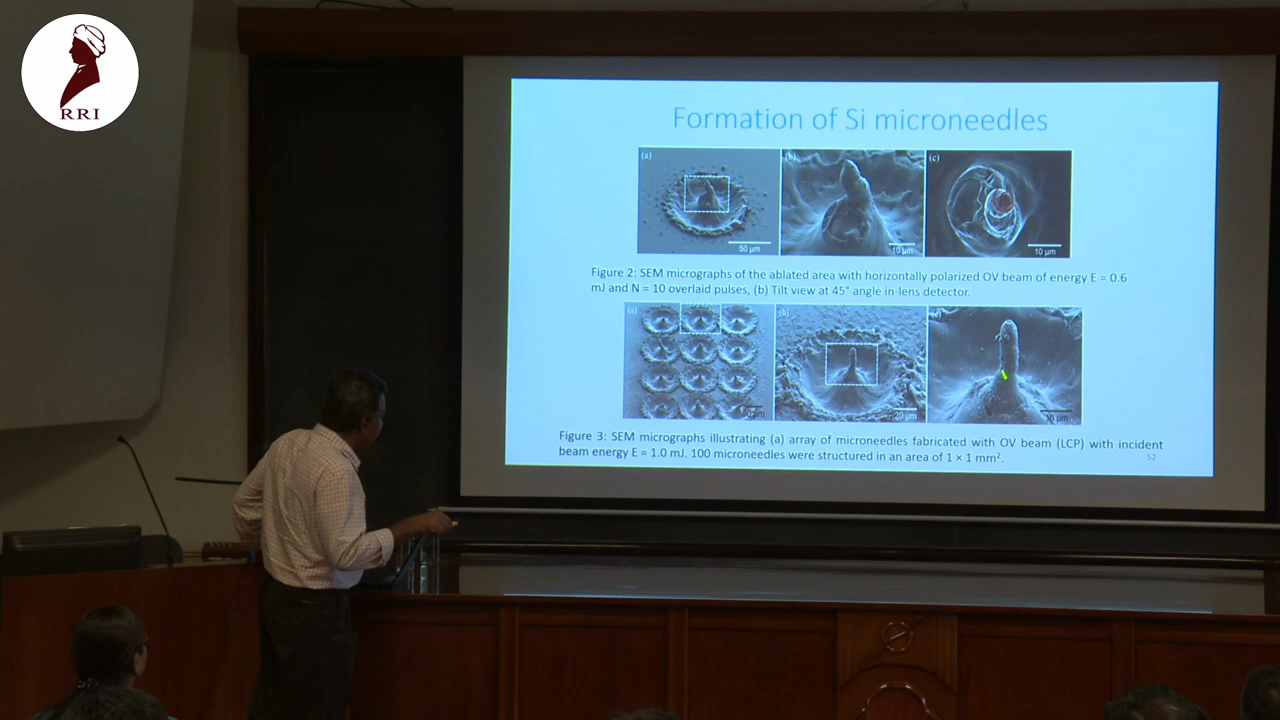 RRI
Formation of Si microneedles
(a)
(b)
(c)
50 μm
10 μm
10 μm
Figure 2: SEM micrographs of the ablated area with horizontally polarized OV beam of energy E = 0.6
mJ and N = 10 overlaid pulses, (b) Tilt view at 45° angle in-lens detector.
(a)
(b)
20 μm
10 μm
Figure 3: SEM micrographs illustrating (a) array of microneedles fabricated with OV beam (LCP) with incident
beam energy E = 1.0 mJ. 100 microneedles were structured in an area of 1 × 1 mm².
52